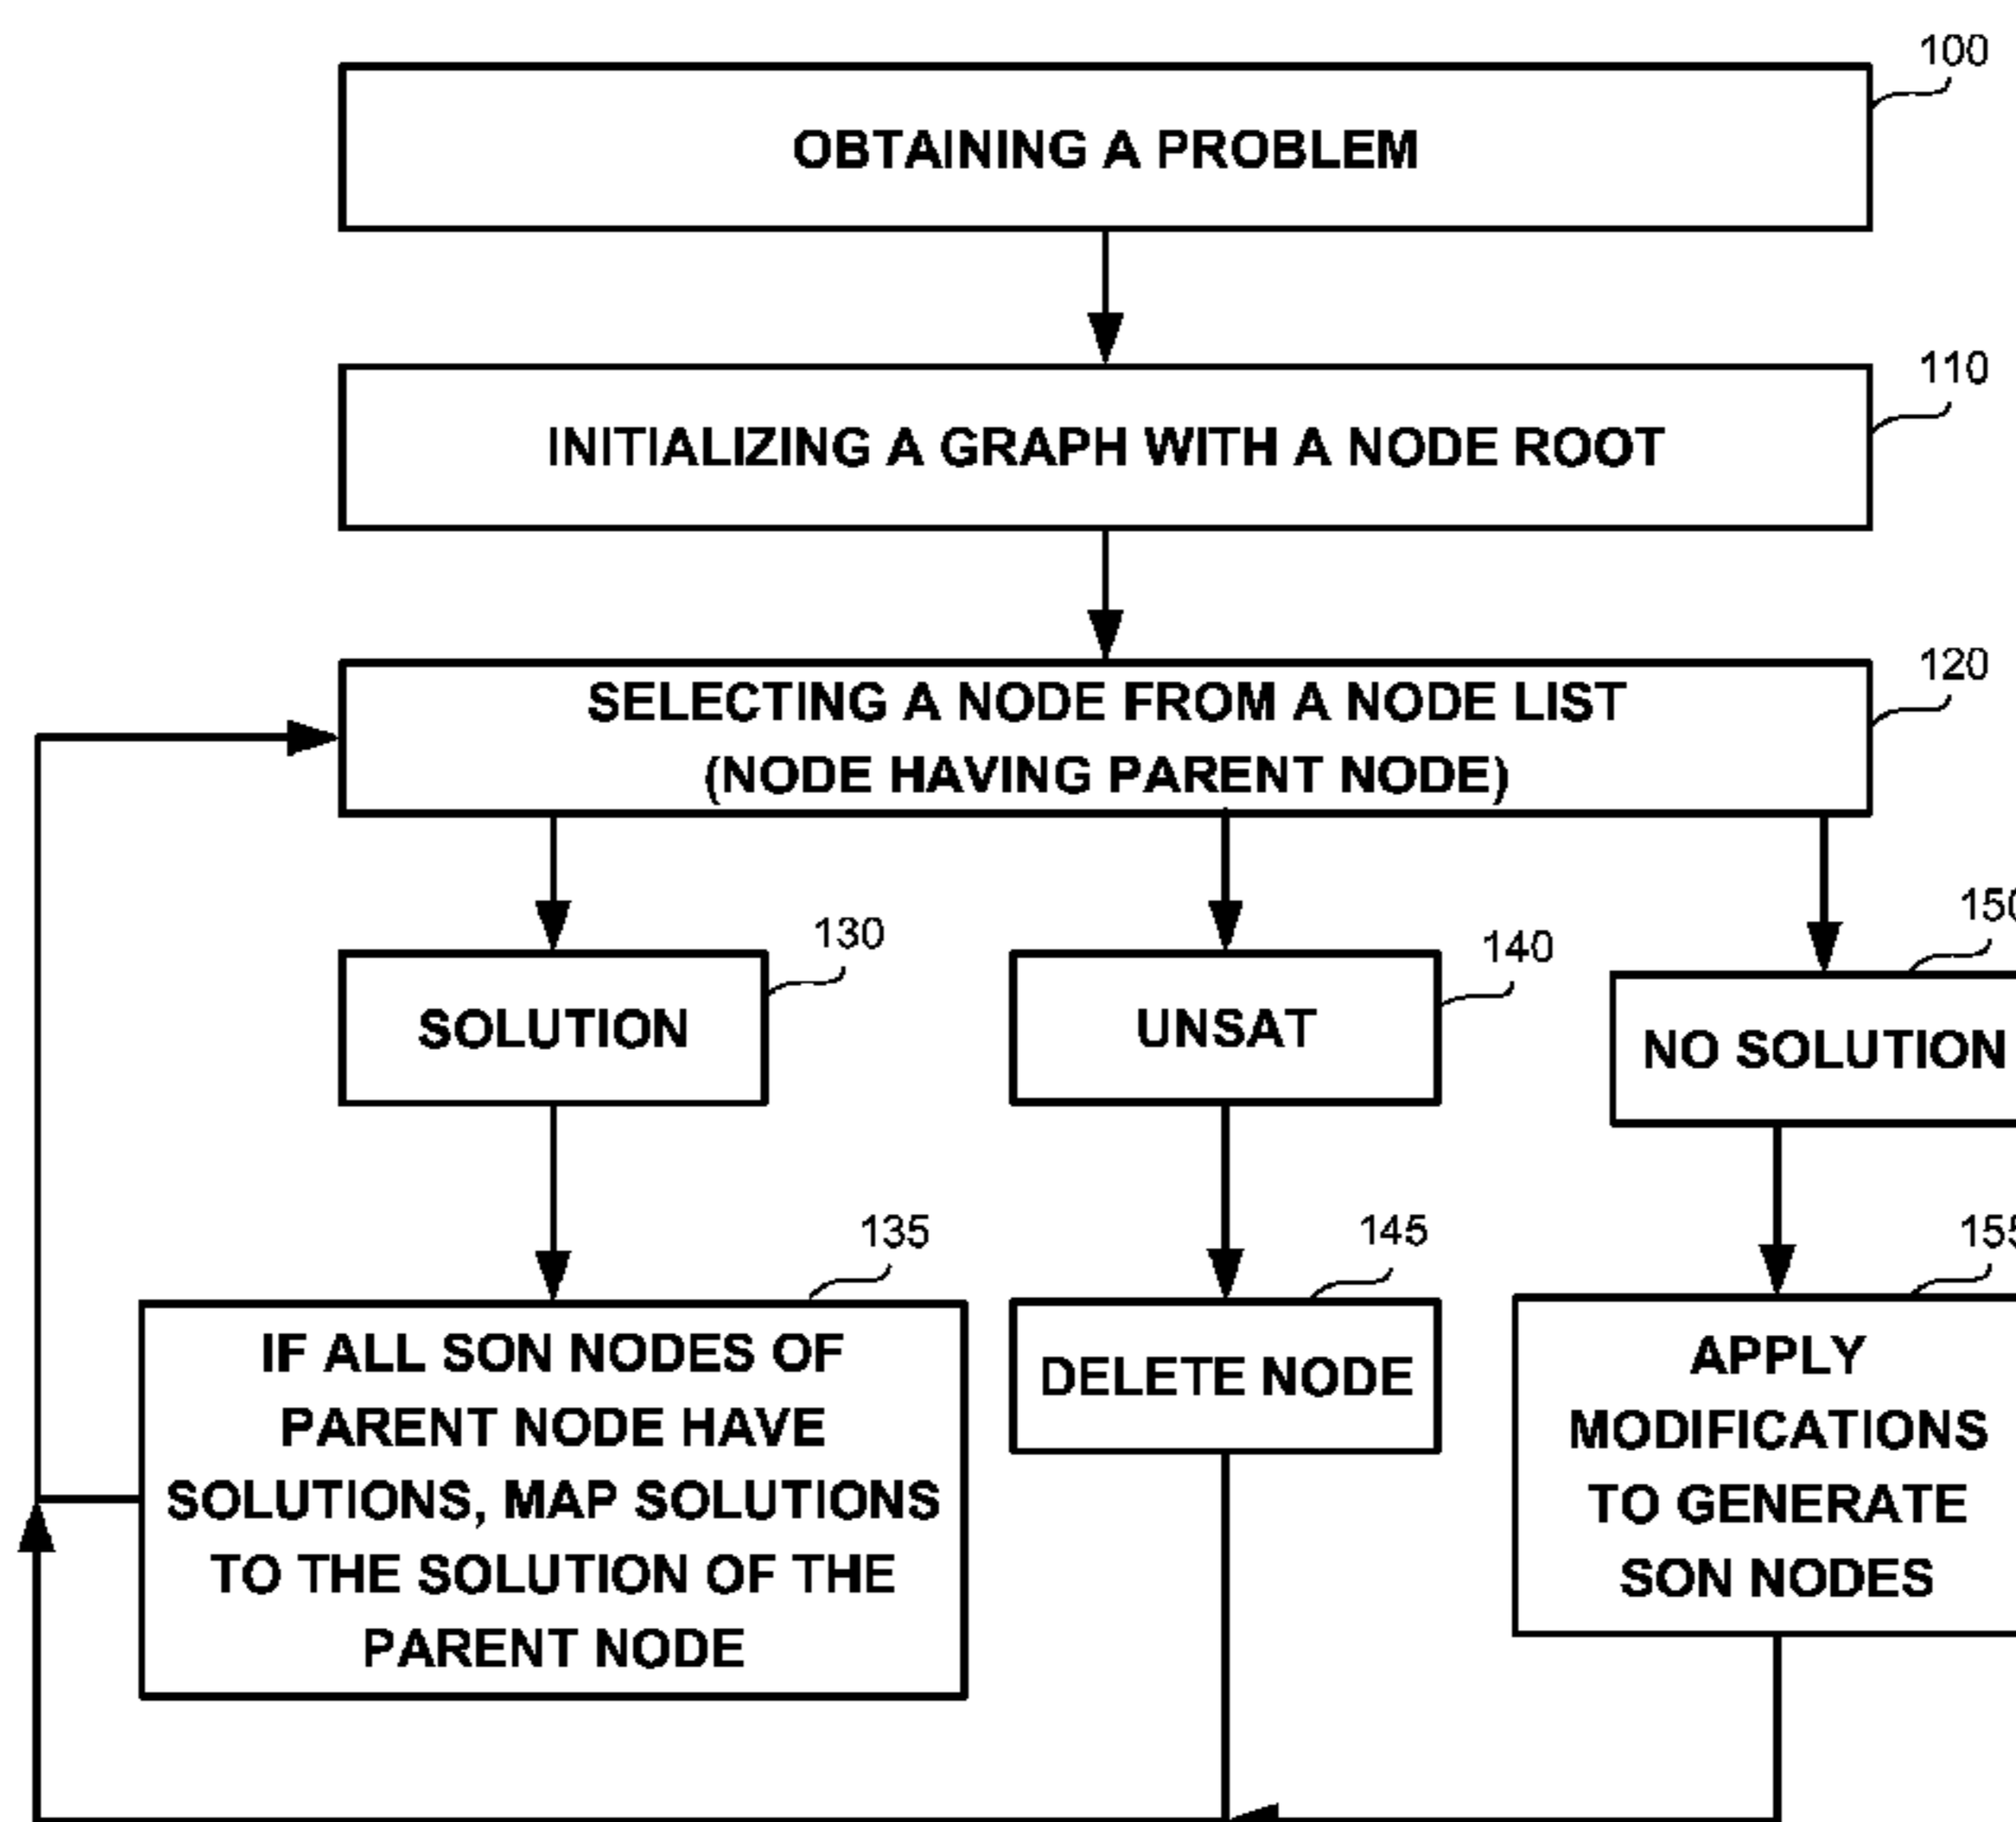 100
OBTAINING A PROBLEM
110
INITIALIZING A GRAPH WITH A NODE ROOT
120
SELECTING A NODE FROM A NODE LIST
(NODE HAVING PARENT NODE)
130
SOLUTION
140
UNSAT
150
NO SOLUTION
135
IF ALL SON NODES OF
PARENT NODE HAVE
SOLUTIONS, MAP SOLUTIONS
TO THE SOLUTION OF THE
PARENT NODE
145
DELETE NODE
155
APPLY
MODIFICATIONS
TO GENERATE
SON NODES